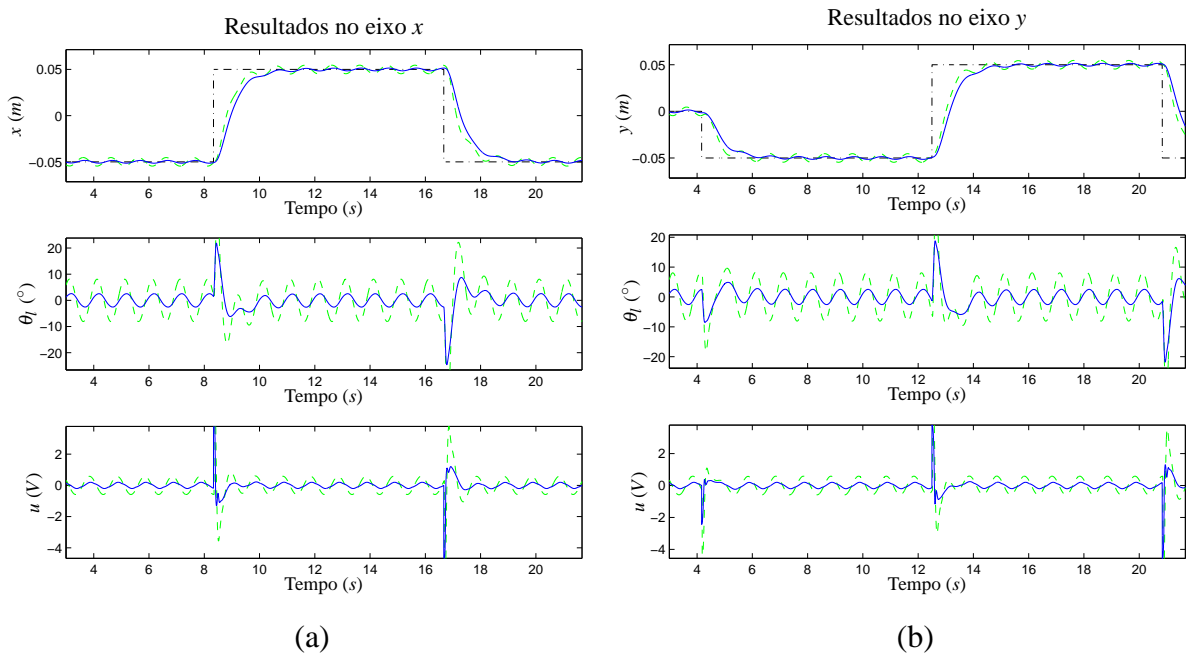 Resultados no eixo x
0.05
0
−0.05
x (m)
4 6 8 10 12 14 16 18 20
Tempo (s)
20
10
0
−10
−20
θl (°)
4 6 8 10 12 14 16 18 20
Tempo (s)
2
0
−2
−4
u (V)
4 6 8 10 12 14 16 18 20
Tempo (s)
(a)
Resultados no eixo y
0.05
0
−0.05
y (m)
4 6 8 10 12 14 16 18 20
Tempo (s)
20
10
0
−10
−20
θl (°)
4 6 8 10 12 14 16 18 20
Tempo (s)
2
0
−2
−4
u (V)
4 6 8 10 12 14 16 18 20
Tempo (s)
(b)